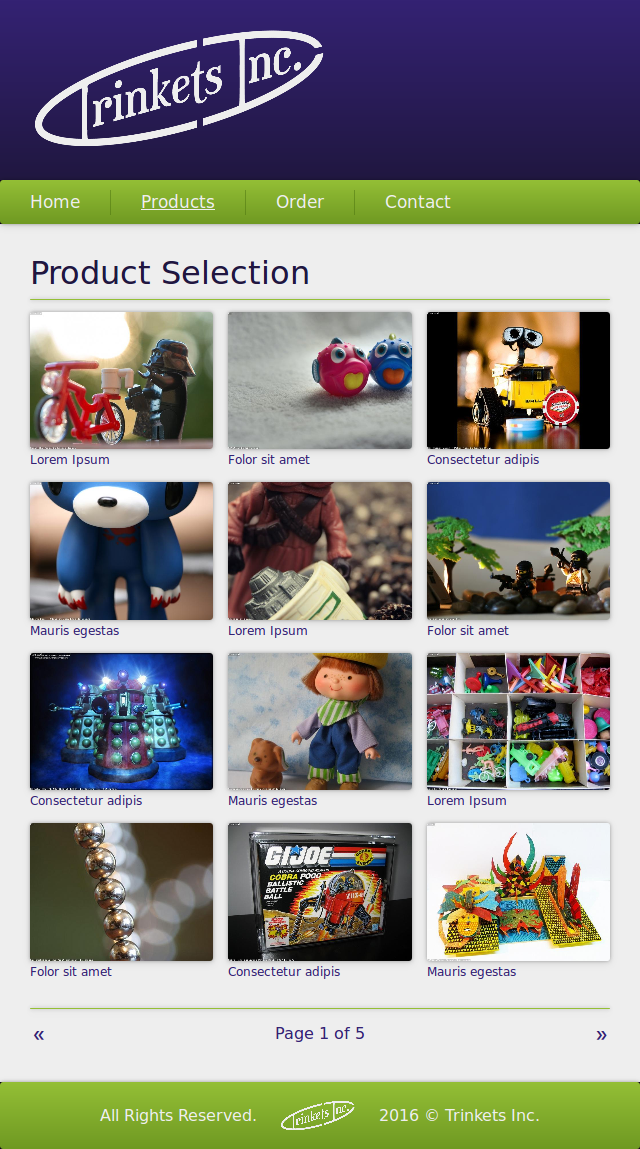 Trinkets Inc.
Home Products Order Contact
Product Selection
Lorem Ipsum Folor sit amet Consectetur adipis
Mauris egestas Lorem Ipsum Folor sit amet
Consectetur adipis Mauris egestas Lorem Ipsum
GI JOE
COBRA POGO
BALLISTIC
BATTLE
BALL
Folor sit amet Consectetur adipis Mauris egestas
« Page 1 of 5 »
All Rights Reserved. Trinkets Inc. 2016 © Trinkets Inc.